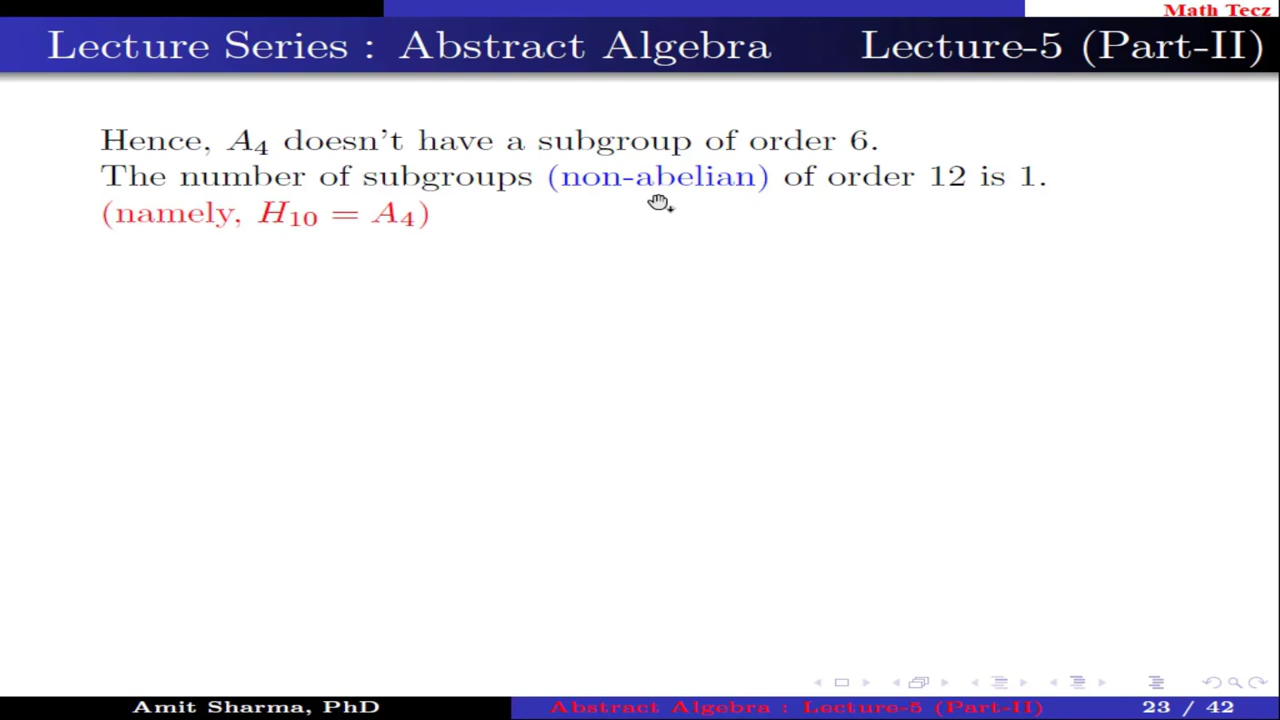 Math Tecz
Lecture Series : Abstract Algebra Lecture-5 (Part-II)
Hence, A₄ doesn't have a subgroup of order 6.
The number of subgroups (non-abelian) of order 12 is 1.
(namely, H₁₀ = A₄)
Amit Sharma, PhD Abstract Algebra : Lecture-5 (Part-II) 23 / 42